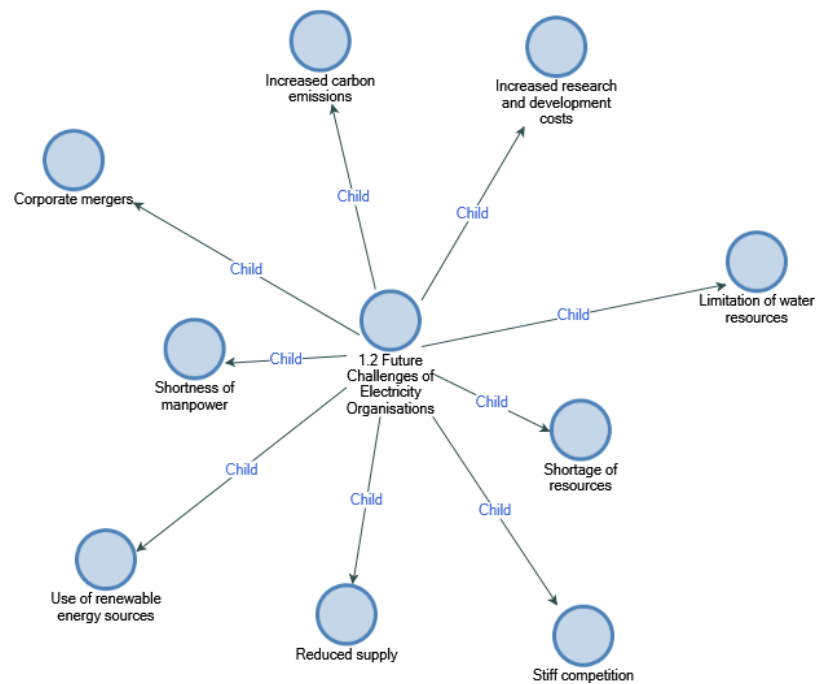 Increased carbon
emissions
Increased research
and development
costs
Child
Child
Corporate mergers
Child
Limitation of water
resources
Child
1.2 Future
Challenges of
Electricity
Organisations
Child
Shortness of
manpower
Child
Shortage of
resources
Child
Child
Child
Use of renewable
energy sources
Reduced supply
Stiff competition